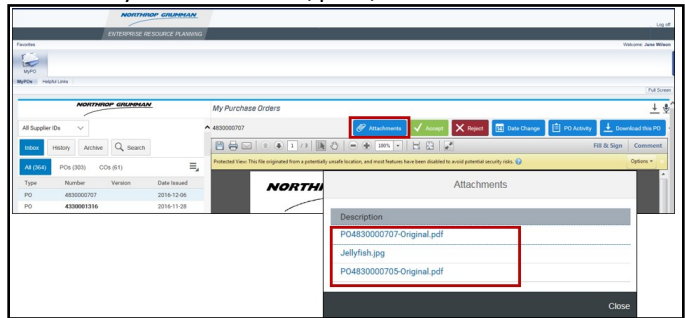 NORTHROP GRUMMAN
Log off
ENTERPRISE RESOURCE PLANNING
Favorites
Welcome: Jane Wilson
MyPO
MyPOs Helpful Links
Full Screen
NORTHROP GRUMMAN
My Purchase Orders
All Supplier IDs
4830000707
Attachments
Accept
Reject
Date Change
PO Activity
Download this PO
Inbox
History
Archive
Search
1 /
100%
Fill & Sign
Comment
All (364)
POs (303)
COs (61)
Protected View: This file originated from a potentially unsafe location, and most features have been disabled to avoid potential security risks.
Options
Type Number Version Date Issued
PO 4830000707 2016-12-06
PO 4330001316 2016-11-28
NORTH
Attachments
Description
PO4830000707-Original.pdf
Jellyfish.jpg
PO4830000705-Original.pdf
Close